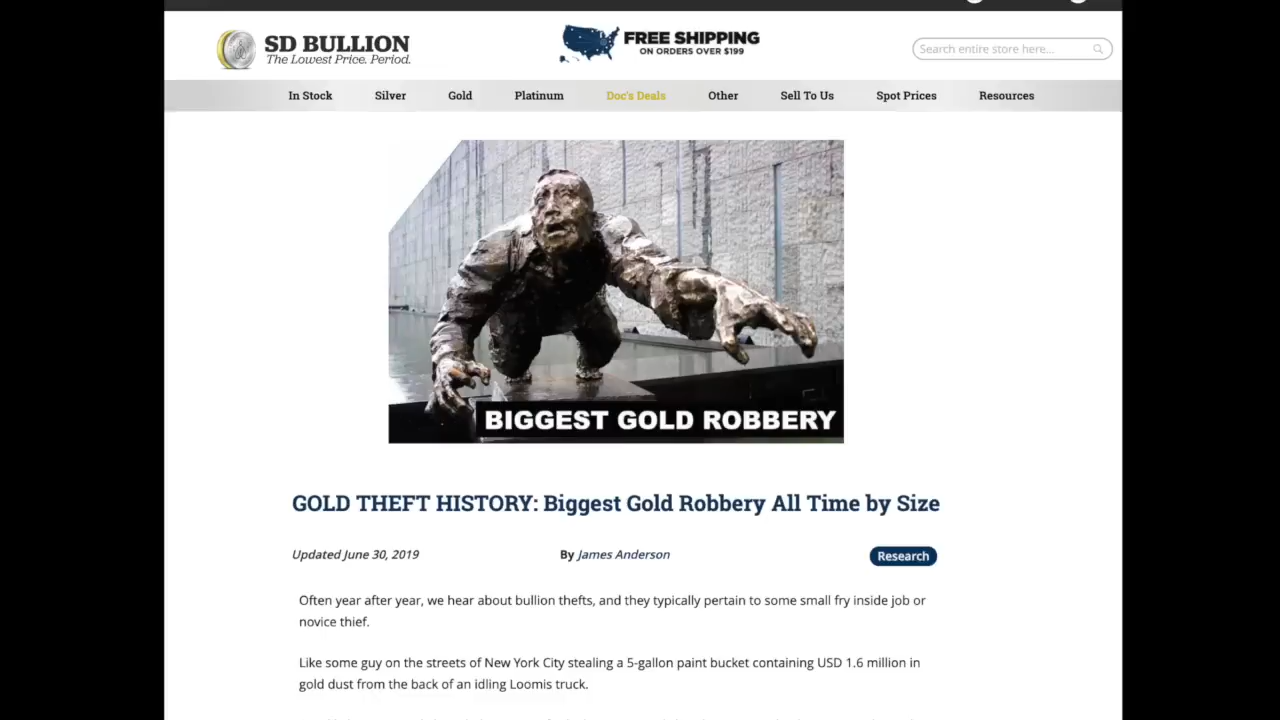 SD BULLION
The Lowest Price. Period.
FREE SHIPPING
ON ORDERS OVER $199
Search entire store here...
In Stock Silver Gold Platinum Doc's Deals Other Sell To Us Spot Prices Resources
BIGGEST GOLD ROBBERY
GOLD THEFT HISTORY: Biggest Gold Robbery All Time by Size
Updated June 30, 2019 By James Anderson Research
Often year after year, we hear about bullion thefts, and they typically pertain to some small fry inside job or
novice thief.
Like some guy on the streets of New York City stealing a 5-gallon paint bucket containing USD 1.6 million in
gold dust from the back of an idling Loomis truck.